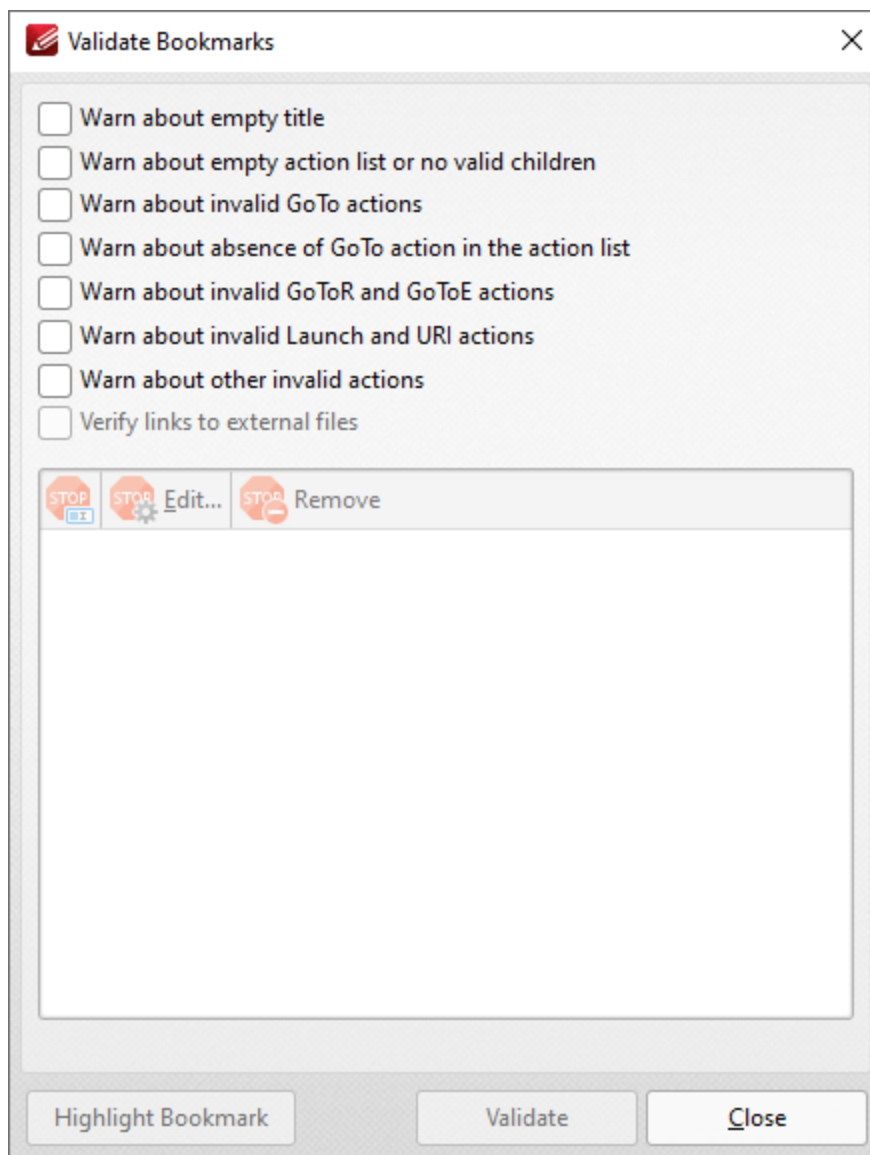 Validate Bookmarks
Warn about empty title
Warn about empty action list or no valid children
Warn about invalid GoTo actions
Warn about absence of GoTo action in the action list
Warn about invalid GoToR and GoToE actions
Warn about invalid Launch and URI actions
Warn about other invalid actions
Verify links to external files
STOP STOP Edit... STOP Remove
Highlight Bookmark Validate Close